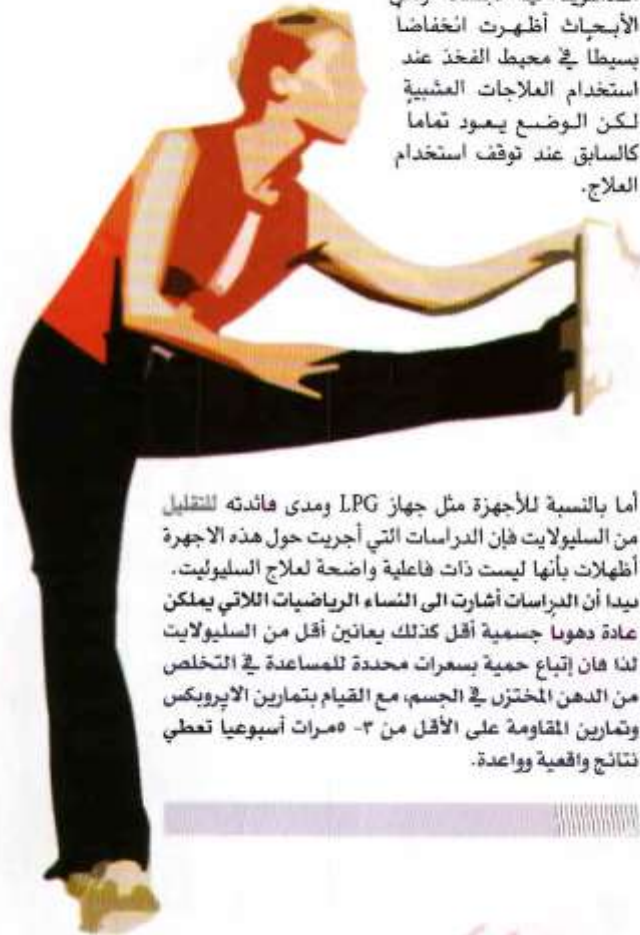 الأبحاث أظهرت انخفاضا
بسيطا في محيط الفخذ عند
استخدام العلاجات العشبية
لكن الوضع يعود تماما
كالسابق عند توقف استخدام
العلاج.
أما بالنسبة للأجهزة مثل جهاز LPG ومدى فائدته للتقليل
من السليولايت فإن الدراسات التي أجريت حول هذه الاجهرة
أظهلات بأنها ليست ذات فاعلية واضحة لعلاج السليوليت.
بيدا أن الدراسات أشارت الى النساء الرياضيات اللاتي يملكن
عادة دهونا جسمية أقل كذلك يعانين أقل من السليولايت
لذا فان إتباع حمية بسعرات محددة للمساعدة في التخلص
من الدهن المختزن في الجسم، مع القيام بتمارين الايروبكس
وتمارين المقاومة على الأقل من ٣- ٥مرات أسبوعيا تعطي
نتائج واقعية وواعدة.